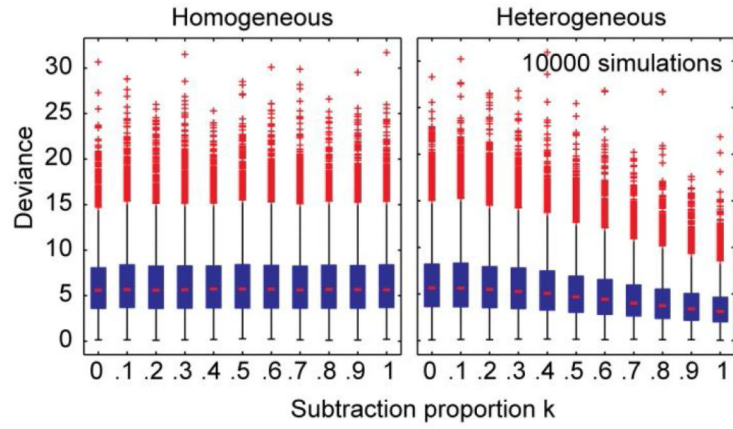 Homogeneous
Heterogeneous
10000 simulations
Deviance
30
25
20
15
10
5
0
0 .1 .2 .3 .4 .5 .6 .7 .8 .9 1
0 .1 .2 .3 .4 .5 .6 .7 .8 .9 1
Subtraction proportion k